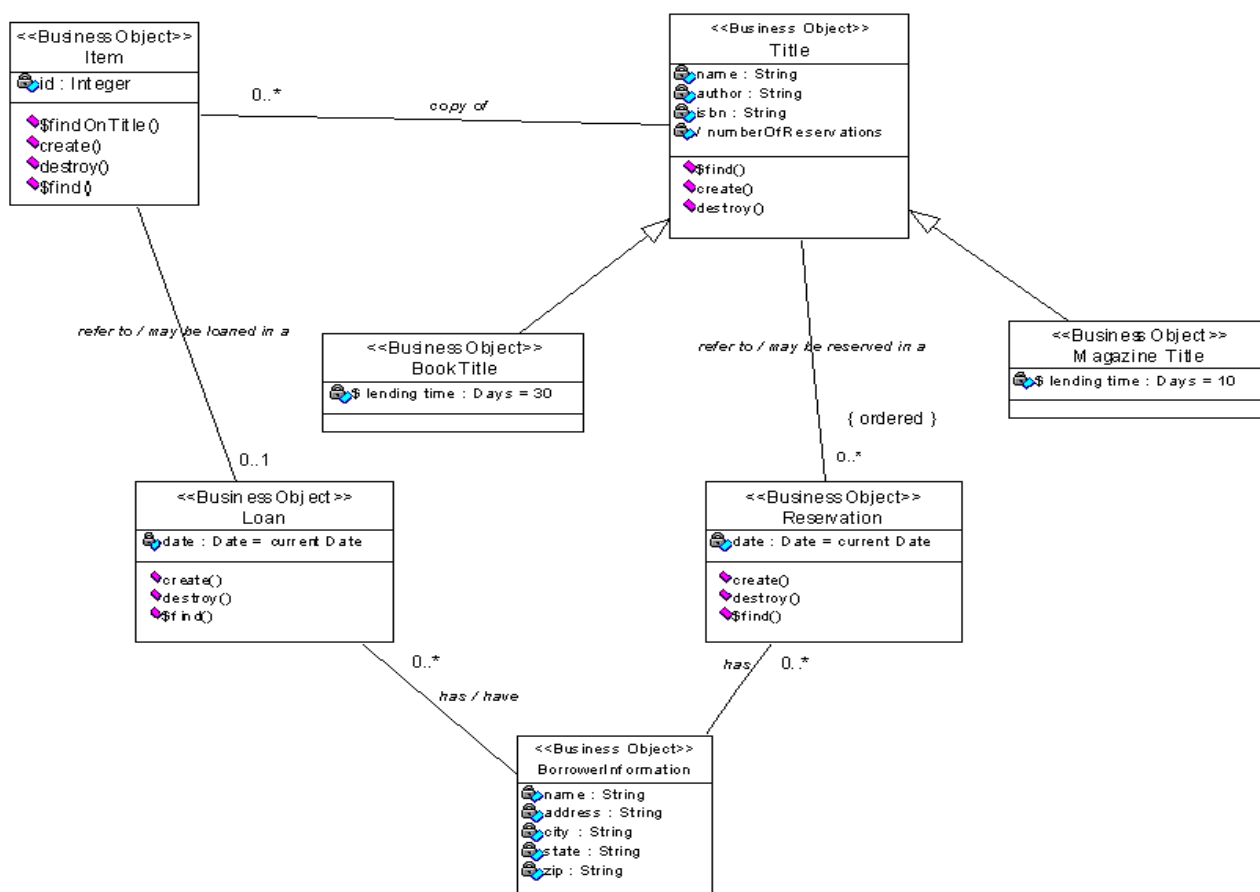 <<Business Object>>
Item
id : Integer
$findOnTitle()
create()
destroy()
$find()
0..*
copy of
<<Business Object>>
Title
name : String
author : String
isbn : String
/ numberOfReservations
$find()
create()
destroy()
refer to / may be loaned in a
<<Business Object>>
BookTitle
$ lending time : Days = 30
refer to / may be reserved in a
<<Business Object>>
Magazine Title
$ lending time : Days = 10
{ ordered }
0..1
0..*
<<Business Object>>
Loan
date : Date = current Date
create()
destroy()
$find()
<<Business Object>>
Reservation
date : Date = current Date
create()
destroy()
$find()
0..*
has / have
has
0..*
<<Business Object>>
BorrowerInformation
name : String
address : String
city : String
state : String
zip : String